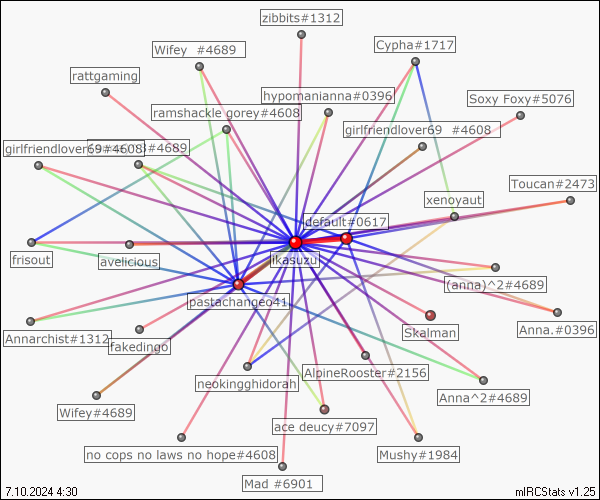 zibbits#1312
Wifey  #4689
Cypha#1717
rattgaming
hypomanianna#0396
Soxy Foxy#5076
ramshackle gorey#4608
girlfriendlover69  #4608
girlfriendlover69#4608
3#4689
Toucan#2473
xenoyaut
default#0617
frisout
avelicious
ikasuzu
(anna)^2#4689
pastachangeo41
Anna.#0396
Skalman
Annarchist#1312
fakedingo
AlpineRooster#2156
neokingghidorah
Anna^2#4689
Wifey#4689
ace deucy#7097
no cops no laws no hope#4608
Mushy#1984
Mad #6901
7.10.2024 4:30
mIRCStats v1.25